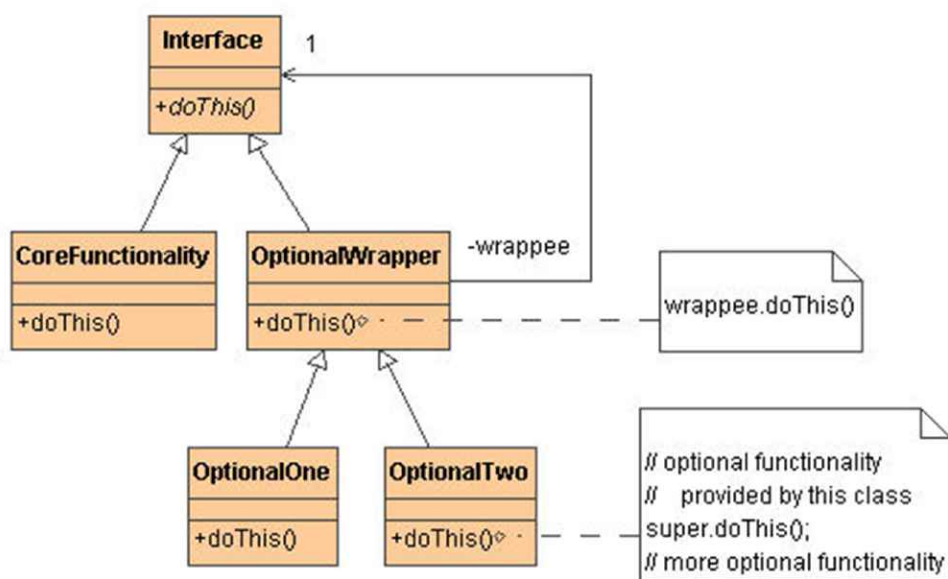 Interface
1
+doThis()
CoreFunctionality
+doThis()
OptionalWrapper
+doThis()
-wrappee
wrappee.doThis()
OptionalOne
+doThis()
OptionalTwo
+doThis()
// optional functionality
// provided by this class
super.doThis();
// more optional functionality